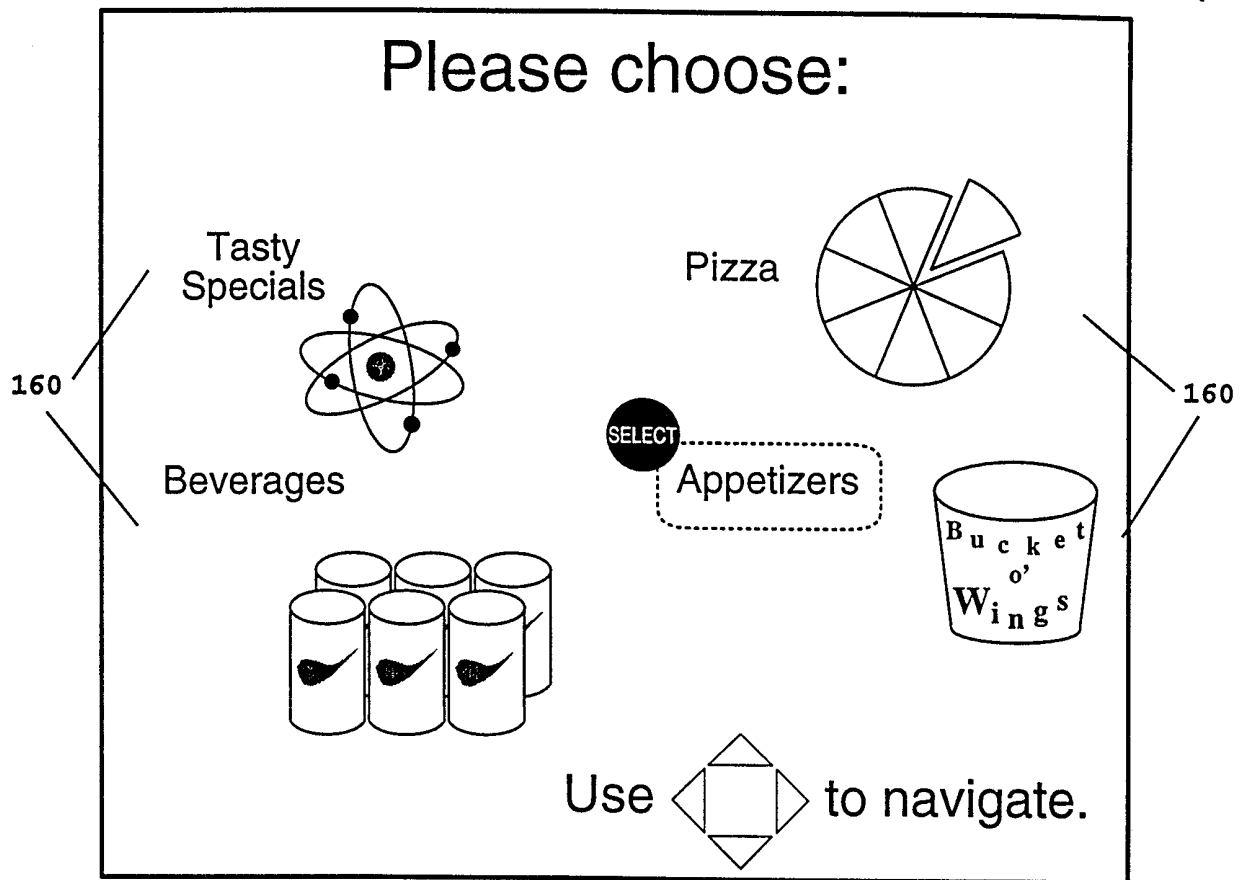 Please choose:
Tasty
Specials
Pizza
160
160
SELECT
Appetizers
Beverages
Bucket
o'
Wings
Use to navigate.